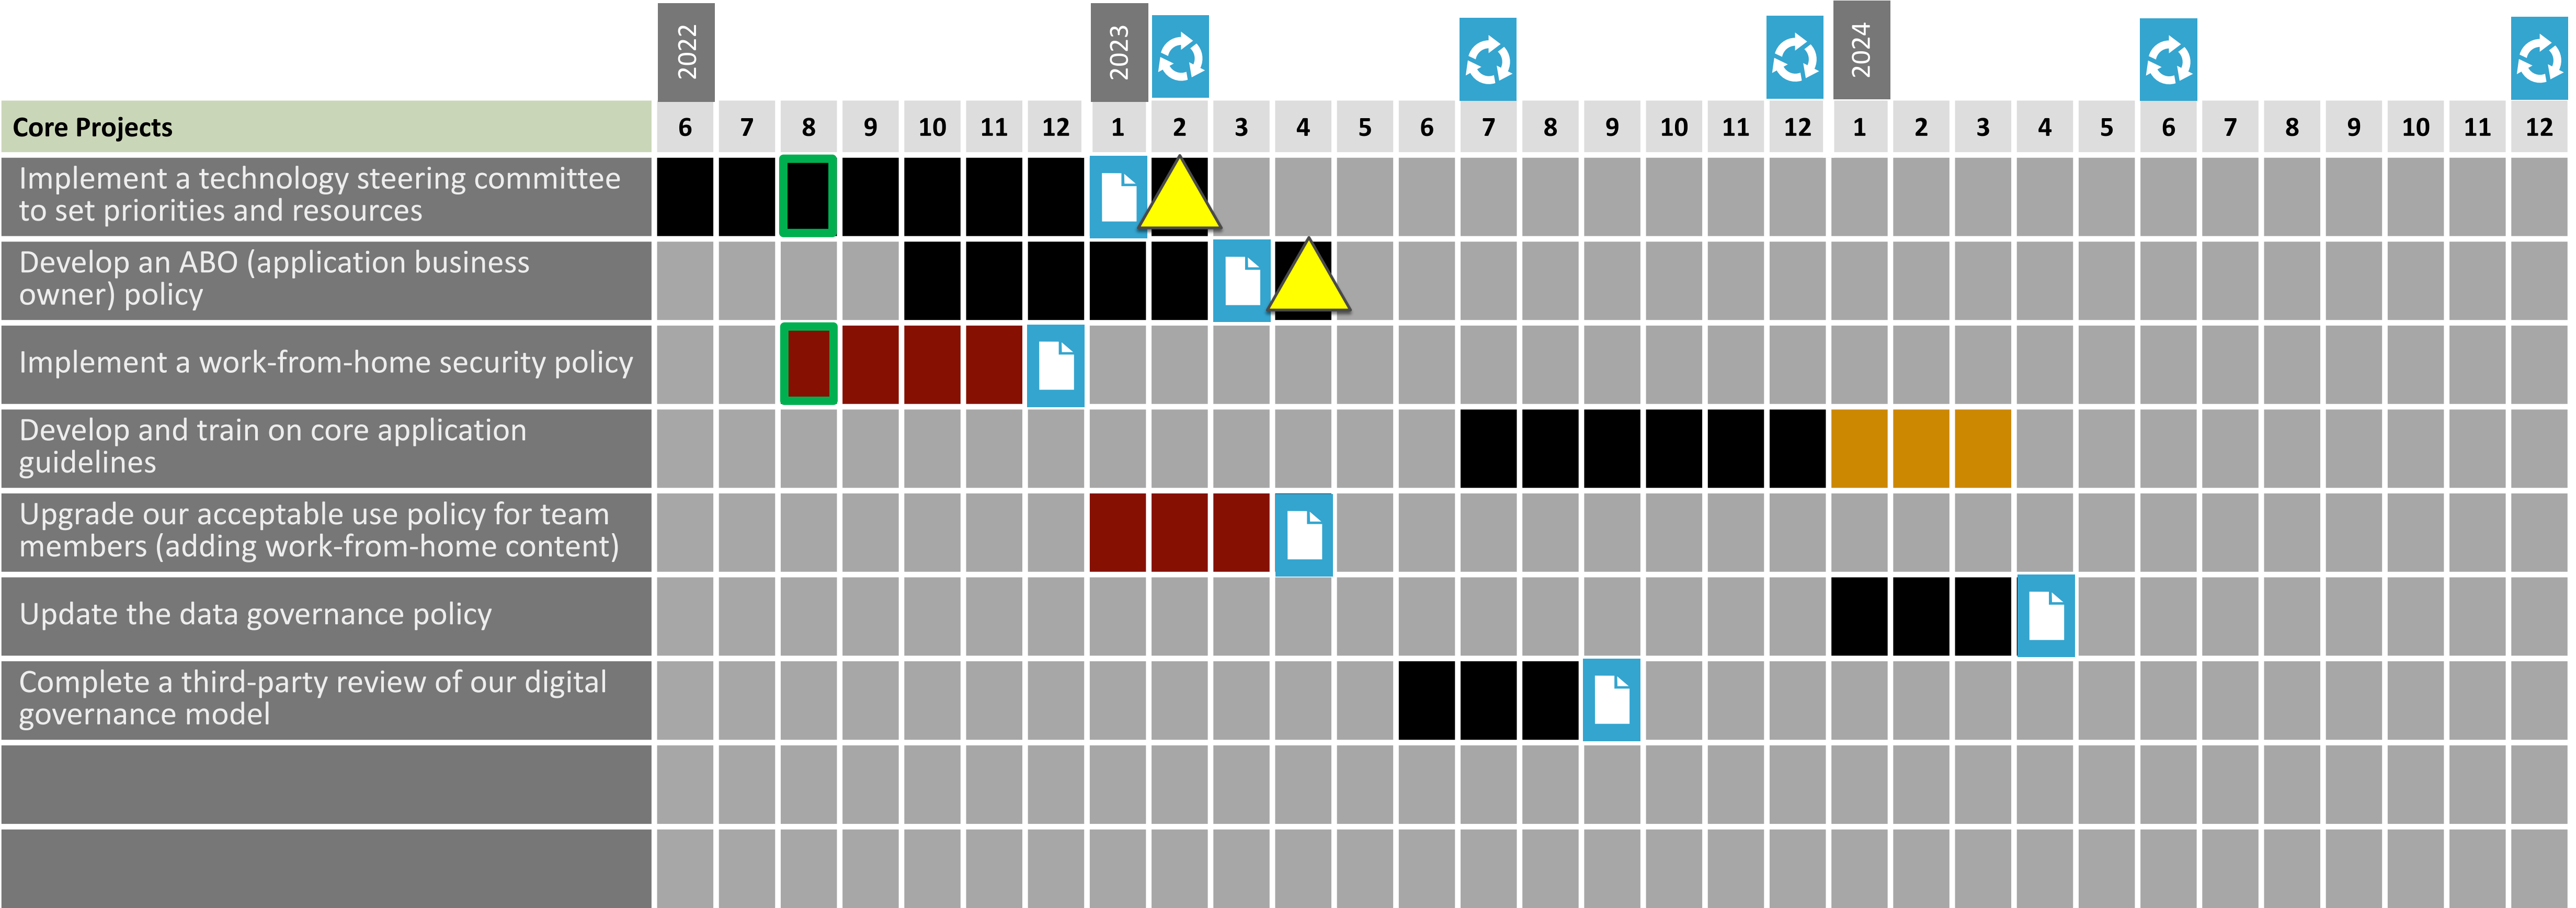 2022 2023 2024
Core Projects 6 7 8 9 10 11 12 1 2 3 4 5 6 7 8 9 10 11 12 1 2 3 4 5 6 7 8 9 10 11 12
Implement a technology steering committee
to set priorities and resources
Develop an ABO (application business
owner) policy
Implement a work-from-home security policy
Develop and train on core application
guidelines
Upgrade our acceptable use policy for team
members (adding work-from-home content)
Update the data governance policy
Complete a third-party review of our digital
governance model